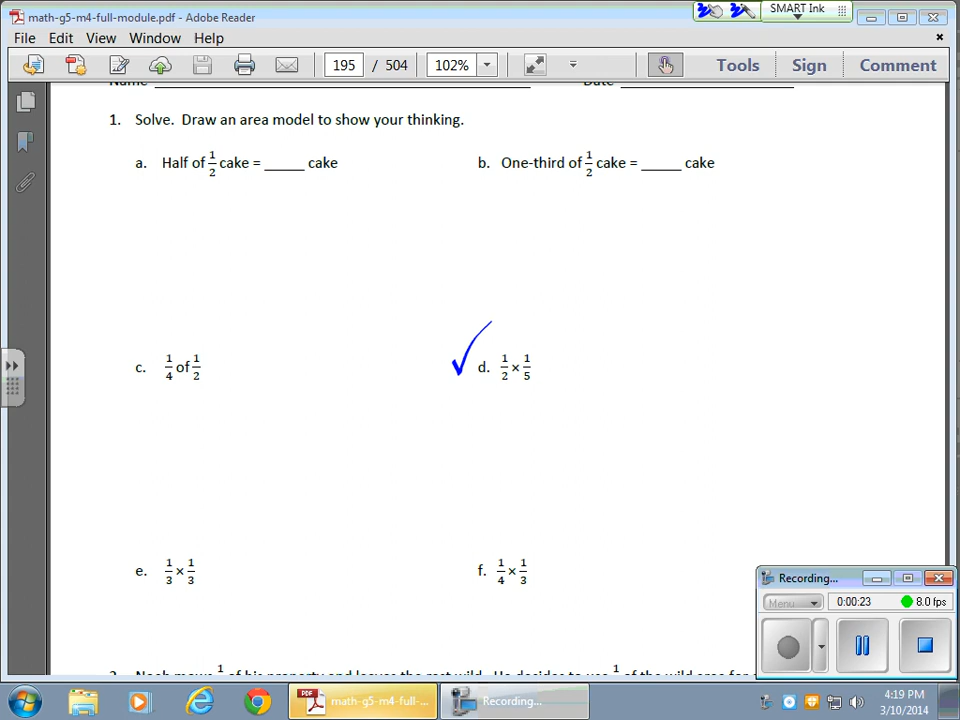 math-g5-m4-full-module.pdf - Adobe Reader
SMART Ink
File Edit View Window Help
195 / 504 102% Tools Sign Comment
Name Date
1. Solve. Draw an area model to show your thinking.
a. Half of 1/2 cake = _____ cake
b. One-third of 1/2 cake = _____ cake
c. 1/4 of 1/2
d. 1/2 × 1/5
e. 1/3 × 1/3
f. 1/4 × 1/3
Recording...
Menu 0:00:23 8.0 fps
math-g5-m4-full-...
Recording...
4:19 PM
3/10/2014